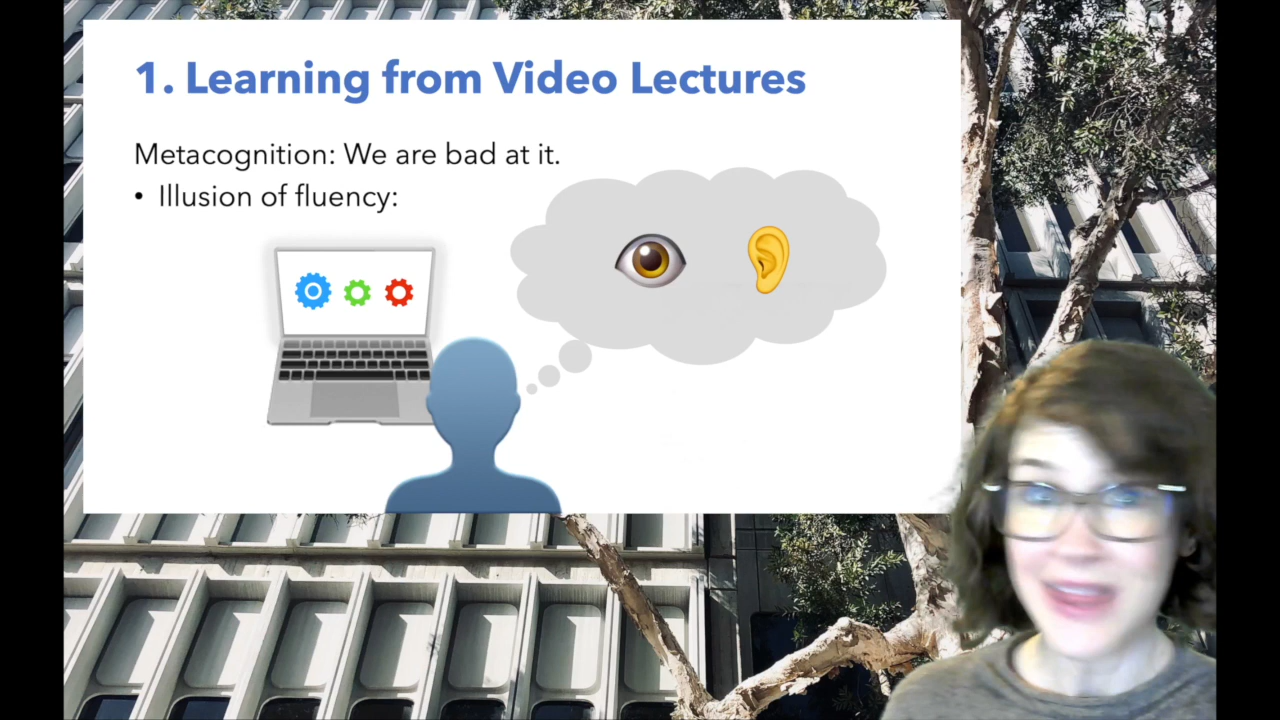 1. Learning from Video Lectures
Metacognition: We are bad at it.
• Illusion of fluency: